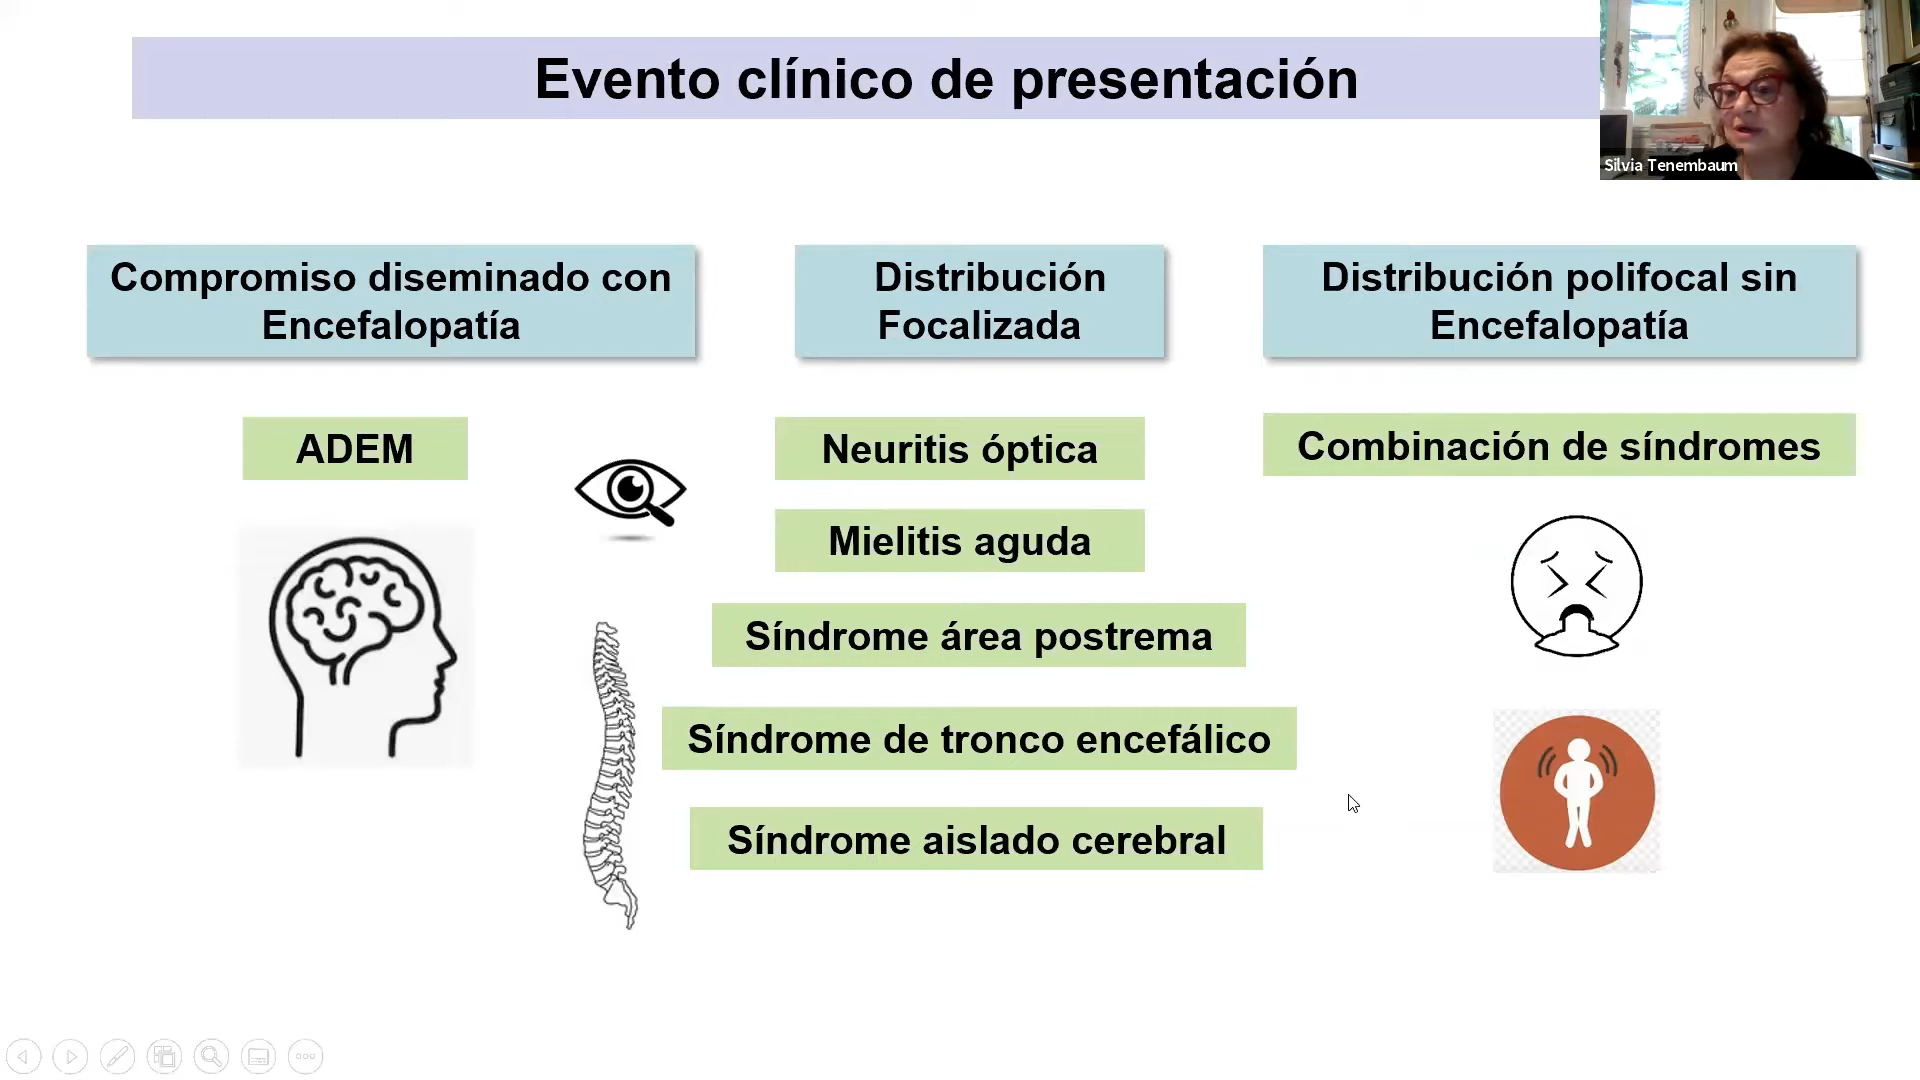 Evento clínico de presentación
Silvia Tenembaum
Compromiso diseminado con
Encefalopatía
Distribución
Focalizada
Distribución polifocal sin
Encefalopatía
ADEM
Neuritis óptica
Mielitis aguda
Síndrome área postrema
Síndrome de tronco encefálico
Síndrome aislado cerebral
Combinación de síndromes